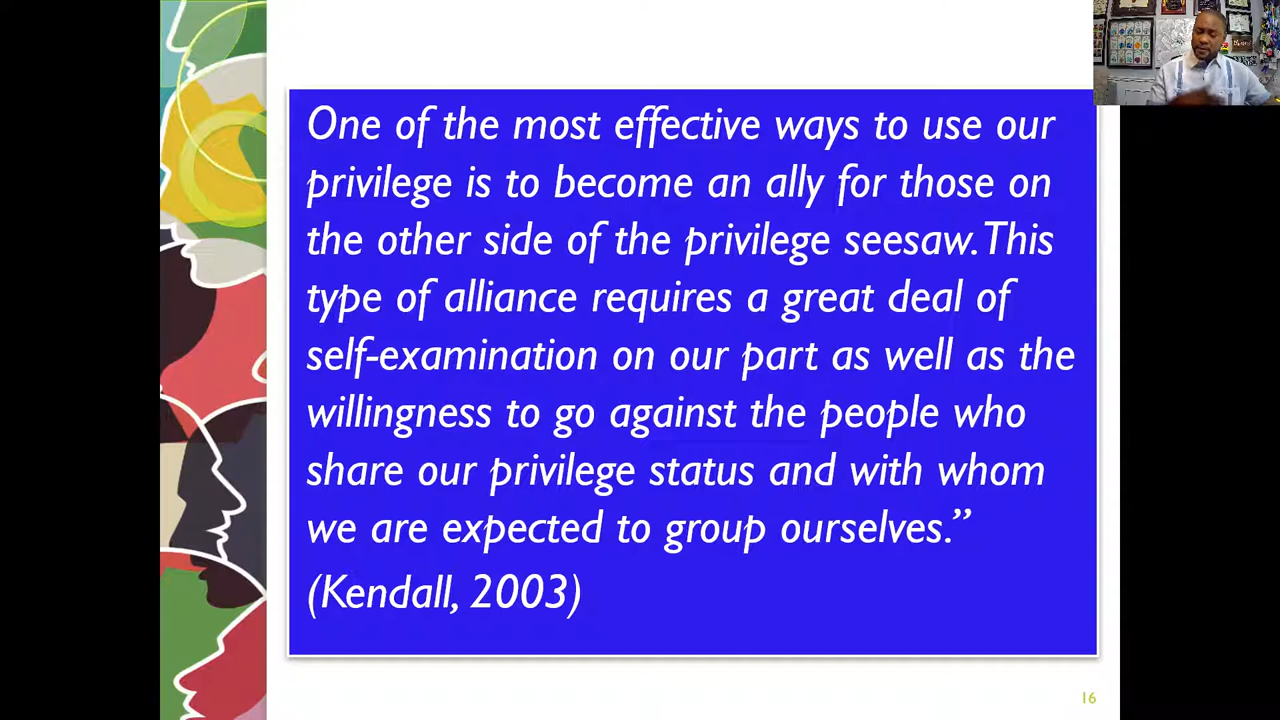 One of the most effective ways to use our
privilege is to become an ally for those on
the other side of the privilege seesaw. This
type of alliance requires a great deal of
self-examination on our part as well as the
willingness to go against the people who
share our privilege status and with whom
we are expected to group ourselves.”
(Kendall, 2003)
16